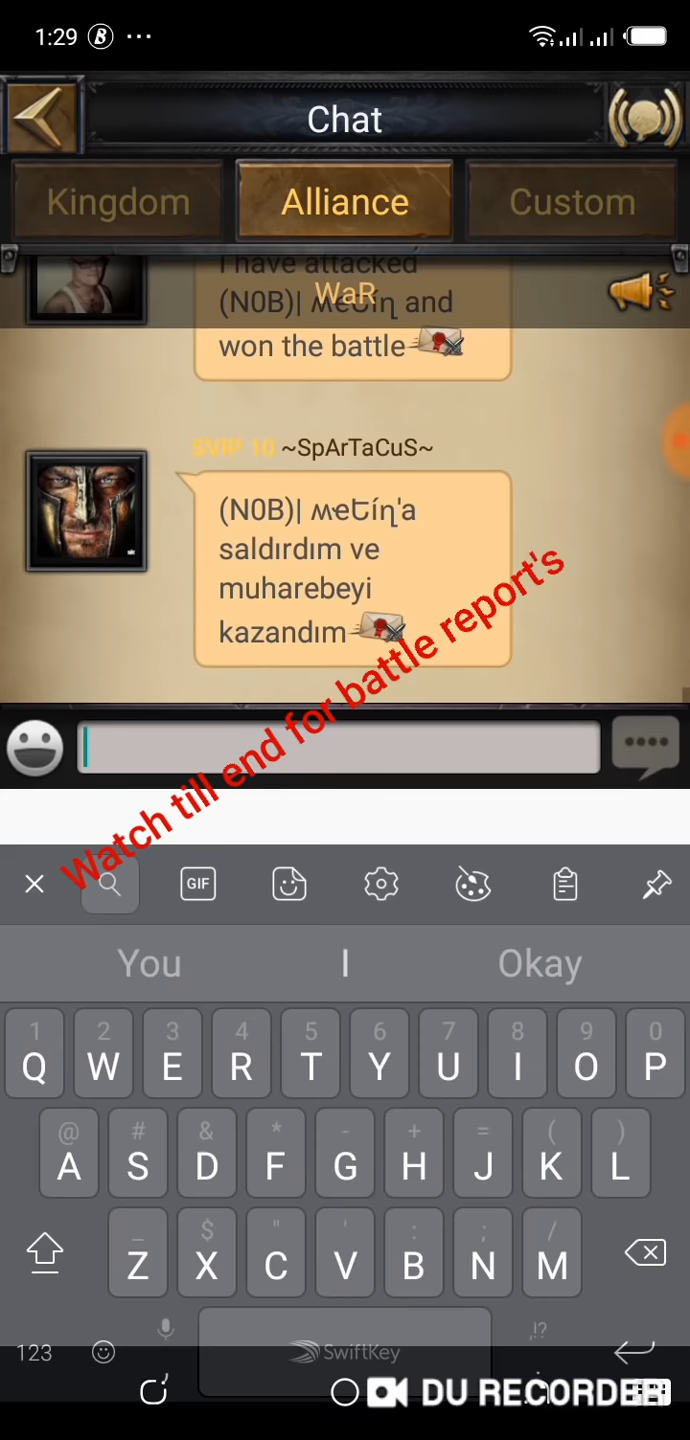 1:29
Chat
Kingdom
Alliance
Custom
I have attacked
WaR
(N0B)| ʍeԵíղ and
won the battle
SVIP 10 ~SpArTaCuS~
(N0B)| ʍeԵíղ'a
saldırdım ve
muharebeyi
kazandım
Watch till end for battle report's
GIF
You
I
Okay
1 2 3 4 5 6 7 8 9 0
Q W E R T Y U I O P
@ # & * - + = ( )
A S D F G H J K L
_ $ " ' : ; /
Z X C V B N M
,!?
123
SwiftKey
DU RECORDER